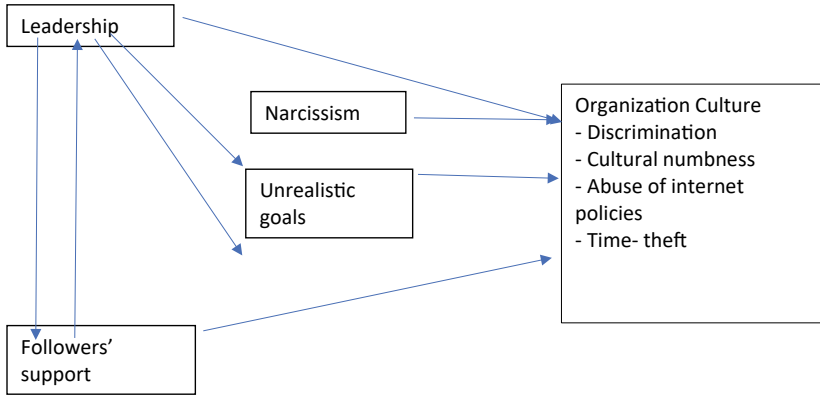 Leadership
Narcissism
Unrealistic
goals
Followers'
support
Organization Culture
- Discrimination
- Cultural numbness
- Abuse of internet
policies
- Time- theft